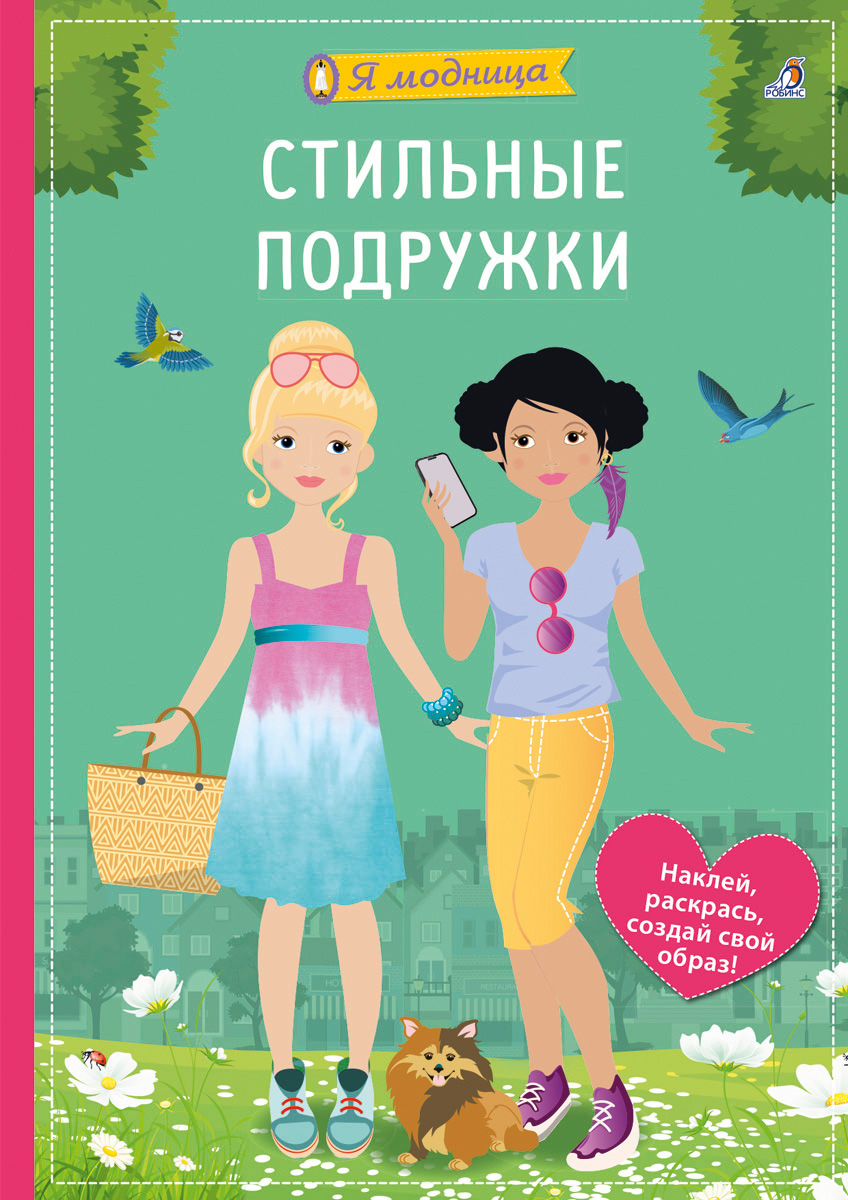 Я модница
РОБИНС
СТИЛЬНЫЕ
ПОДРУЖКИ
Наклей,
раскрась,
создай свой
образ!